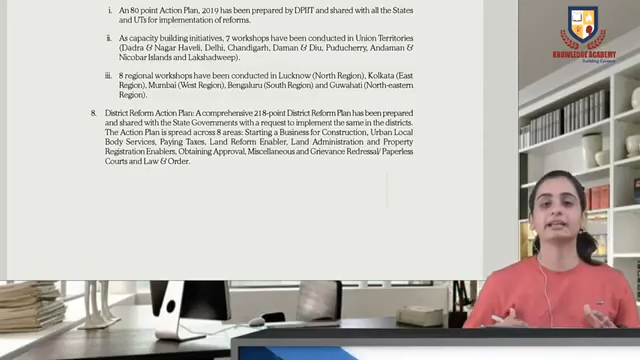 i. An 80 point Action Plan, 2019 has been prepared by DPIIT and shared with all the States
and UTs for implementation of reforms.
ii. As capacity building initiatives, 7 workshops have been conducted in Union Territories
(Dadra & Nagar Haveli, Delhi, Chandigarh, Daman & Diu, Puducherry, Andaman &
Nicobar Islands and Lakshadweep).
iii. 8 regional workshops have been conducted in Lucknow (North Region), Kolkata (East
Region), Mumbai (West Region), Bengaluru (South Region) and Guwahati (North-eastern
Region).
8. District Reform Action Plan: A comprehensive 218-point District Reform Plan has been prepared
and shared with the State Governments with a request to implement the same in the districts.
The Action Plan is spread across 8 areas: Starting a Business for Construction, Urban Local
Body Services, Paying Taxes, Land Reform Enabler, Land Administration and Property
Registration Enablers, Obtaining Approval, Miscellaneous and Grievance Redressal/ Paperless
Courts and Law & Order.
KNOWLEDGE ACADEMY
Building Careers